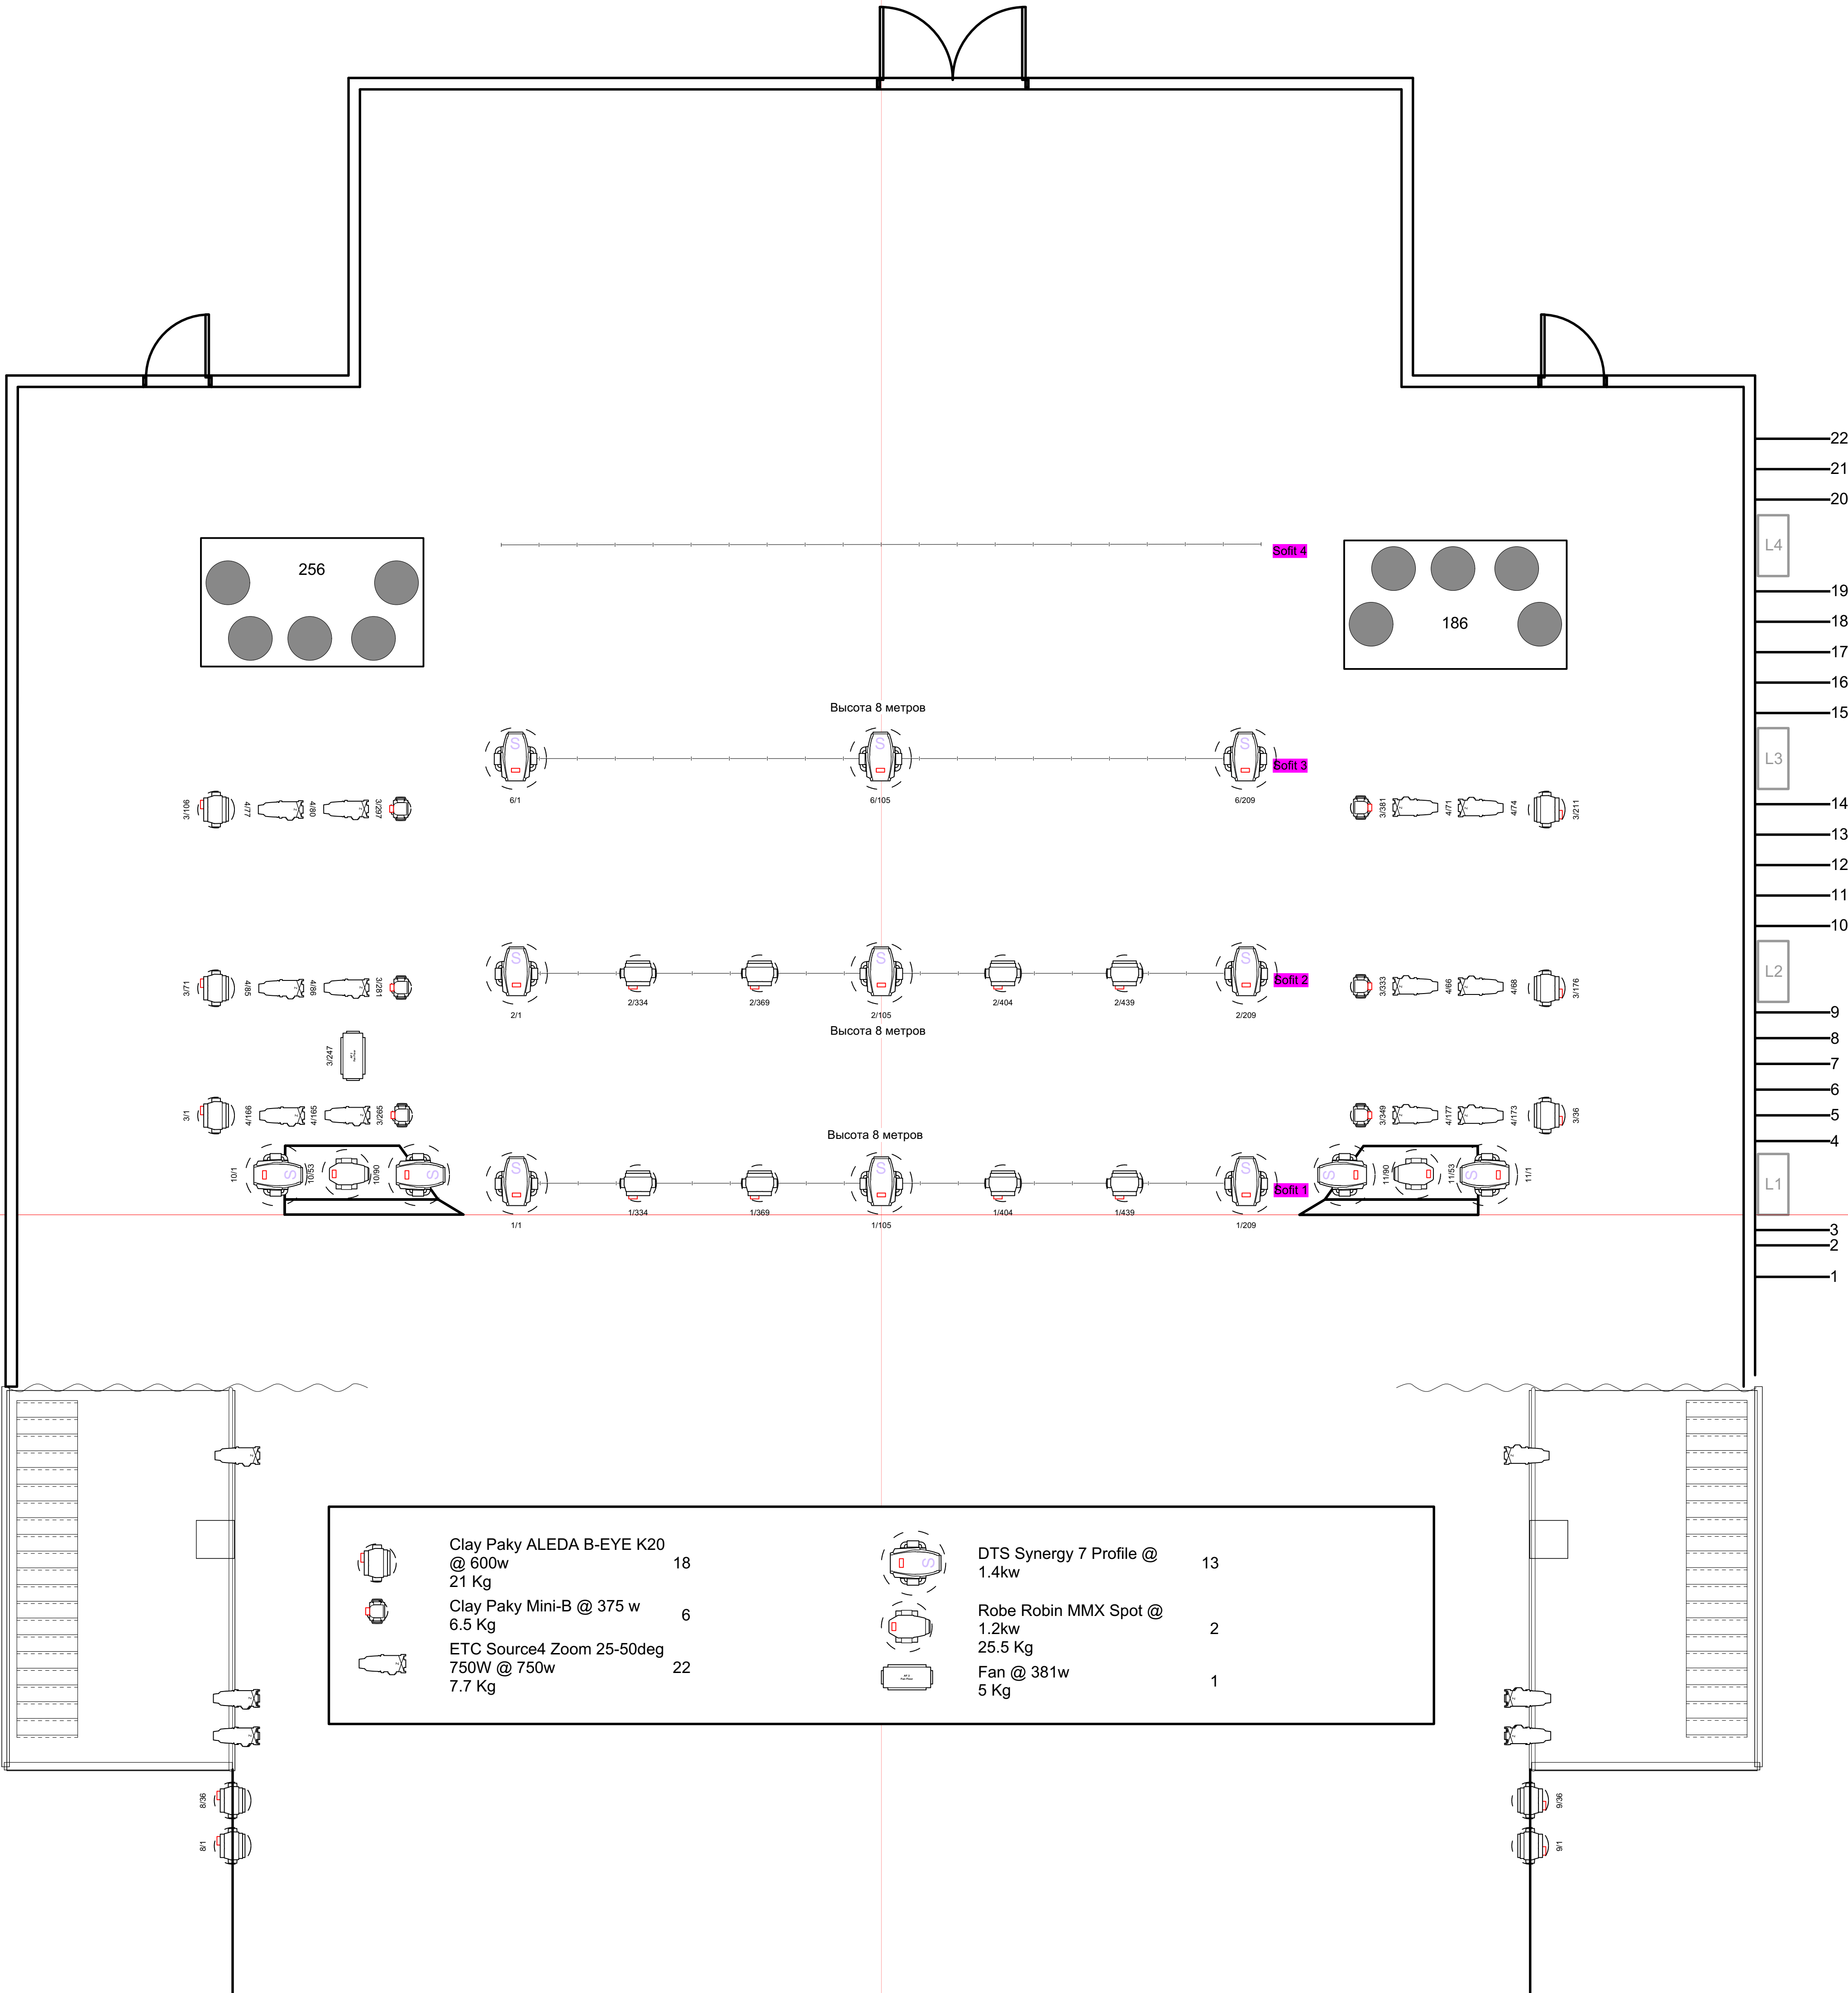 22
21
20
L4
Sofit 4
256
186
19
18
17
16
15
Высота 8 метров
S
S
S
Sofit 3
L3
6/1
6/105
6/209
3/106
4/77
4/80
3/297
3/381
4/71
4/74
3/211
14
13
12
11
10
S
S
S
Sofit 2
L2
3/71
4/85
4/86
3/281
2/334
2/369
2/404
2/439
3/333
4/66
4/68
3/176
2/1
2/105
2/209
Высота 8 метров
9
8
7
6
5
4
3/247
3/1
4/166
4/165
3/265
3/349
4/177
4/173
3/36
Высота 8 метров
10/1
S
10/53
10/90
S
S
S
S
Sofit 1
S
11/90
11/53
S
11/1
L1
1/334
1/369
1/404
1/439
1/1
1/105
1/209
3
2
1
Clay Paky ALEDA B-EYE K20
@ 600w
21 Kg
18
Clay Paky Mini-B @ 375 w
6.5 Kg
6
ETC Source4 Zoom 25-50deg
750W @ 750w
7.7 Kg
22
S
DTS Synergy 7 Profile @
1.4kw
13
Robe Robin MMX Spot @
1.2kw
25.5 Kg
2
Fan @ 381w
5 Kg
1
8/36
8/1
9/36
9/1